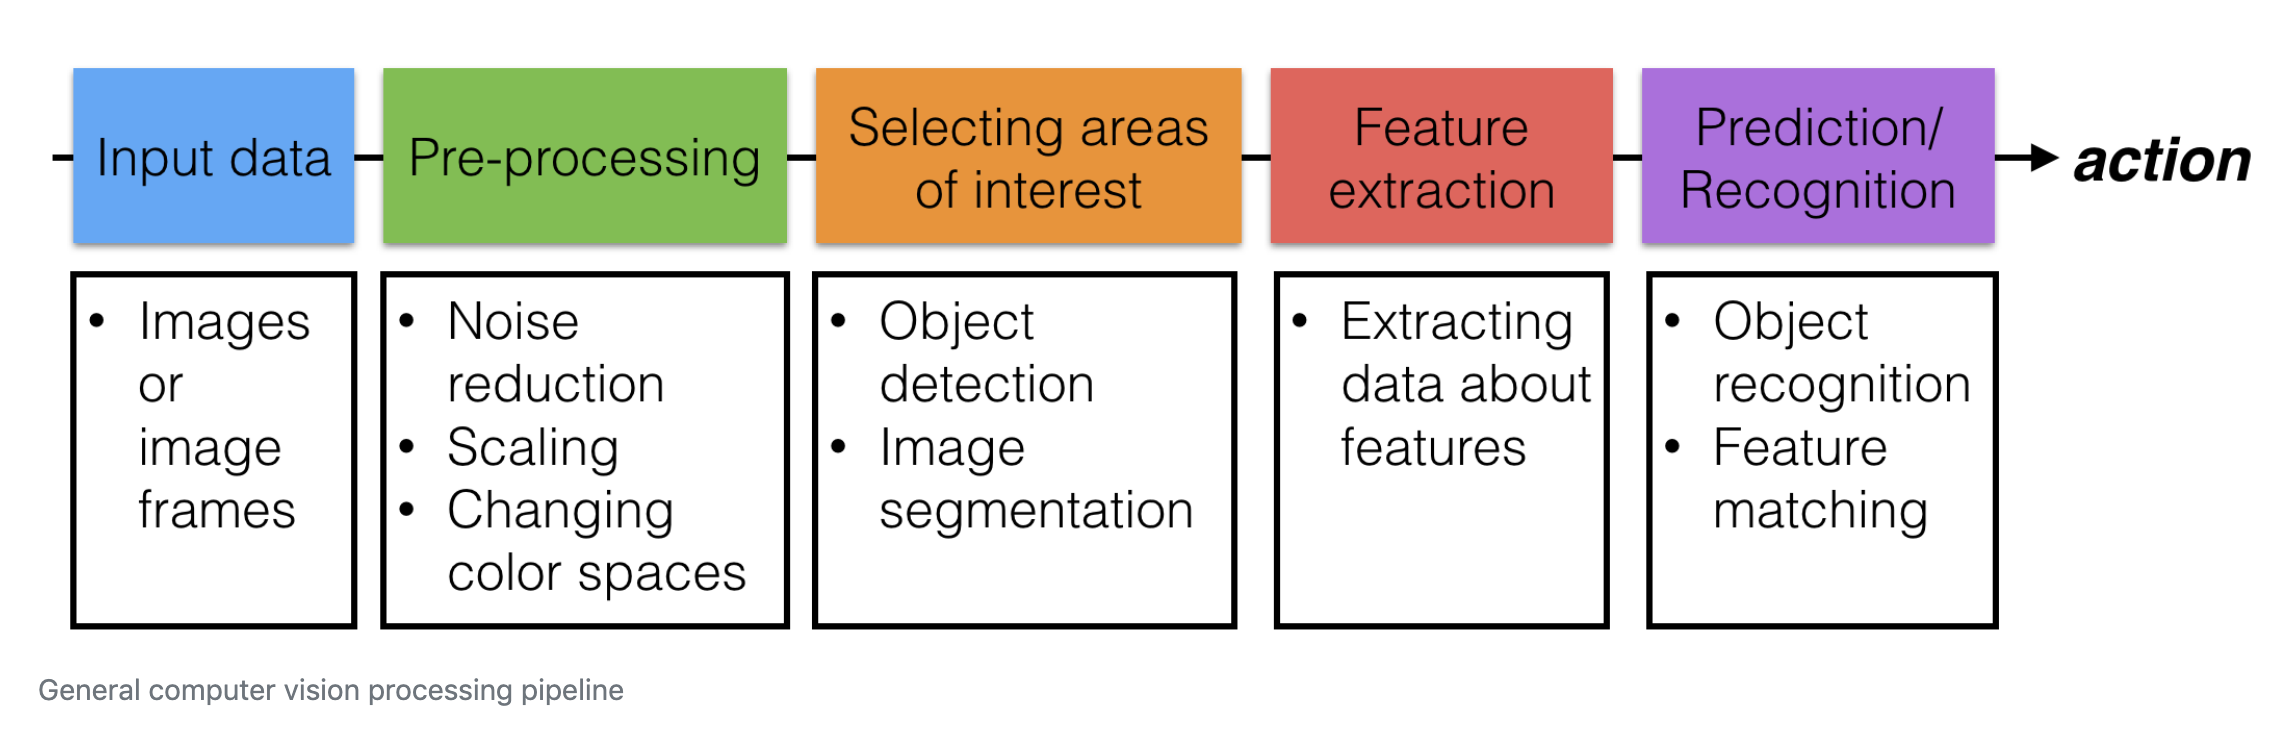 Input data
Pre-processing
Selecting areas
of interest
Feature
extraction
Prediction/
Recognition
action
• Images
or
image
frames
• Noise
reduction
• Scaling
• Changing
color spaces
• Object
detection
• Image
segmentation
• Extracting
data about
features
• Object
recognition
• Feature
matching
General computer vision processing pipeline